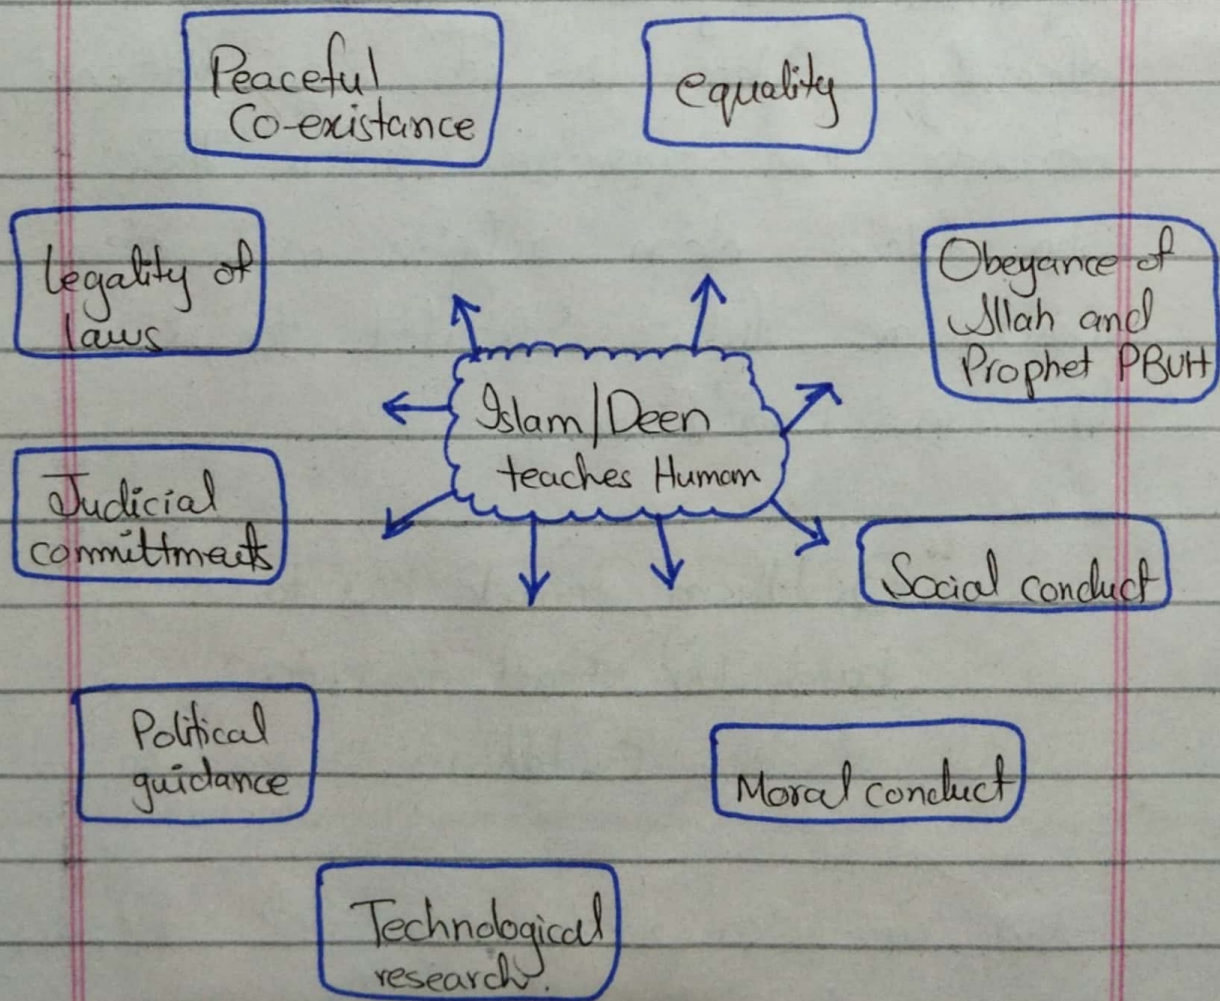 Peaceful
Co-existance
equality
legality of
laws
Obeyance of
Allah and
Prophet PBUH
Islam/Deen
teaches Human
Judicial
committments
Social conduct
Political
guidance
Moral conduct
Technological
research.